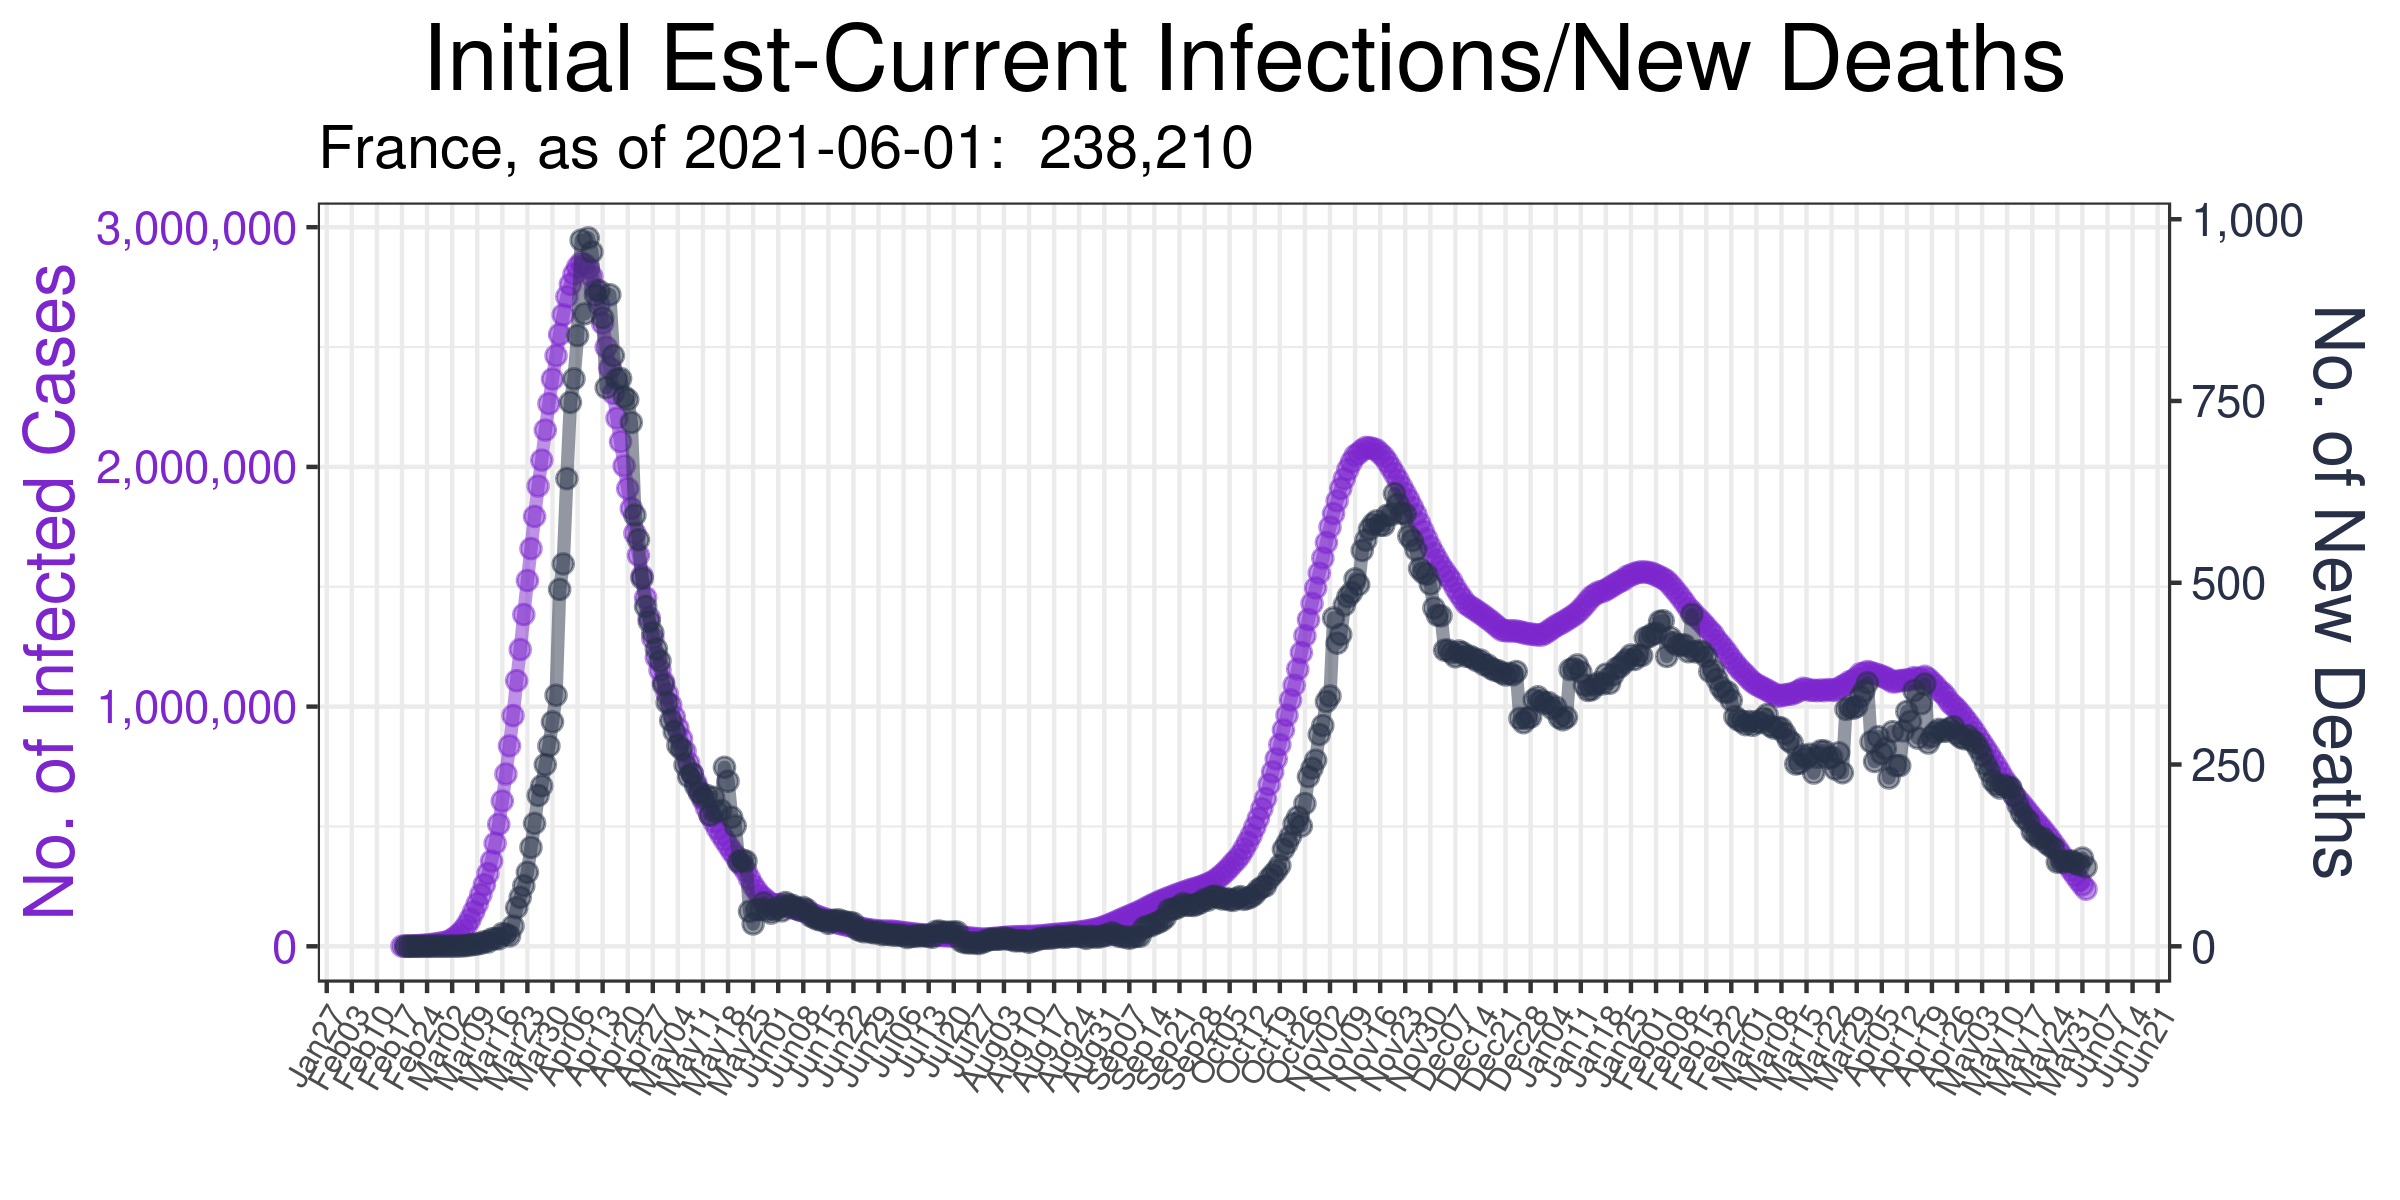 Initial Est-Current Infections/New Deaths
France, as of 2021-06-01:  238,210
No. of Infected Cases
3,000,000
2,000,000
1,000,000
0
1,000
750
500
250
0
No. of New Deaths
Jan27
Feb03
Feb10
Feb17
Feb24
Mar02
Mar09
Mar16
Mar23
Mar30
Apr06
Apr13
Apr20
Apr27
May04
May11
May18
May25
Jun01
Jun08
Jun15
Jun22
Jun29
Jul06
Jul13
Jul20
Jul27
Aug03
Aug10
Aug17
Aug24
Aug31
Sep07
Sep14
Sep21
Sep28
Oct05
Oct12
Oct19
Oct26
Nov02
Nov09
Nov16
Nov23
Nov30
Dec07
Dec14
Dec21
Dec28
Jan04
Jan11
Jan18
Jan25
Feb01
Feb08
Feb15
Feb22
Mar01
Mar08
Mar15
Mar22
Mar29
Apr05
Apr12
Apr19
Apr26
May03
May10
May17
May24
May31
Jun07
Jun14
Jun21